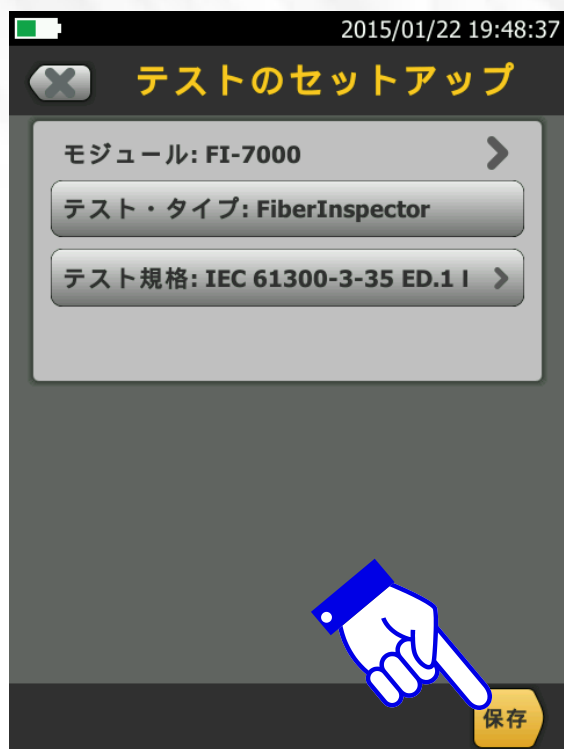 2015/01/22 19:48:37
テストのセットアップ
モジュール: FI-7000
テスト・タイプ: FiberInspector
テスト規格: IEC 61300-3-35 ED.1 I
保存